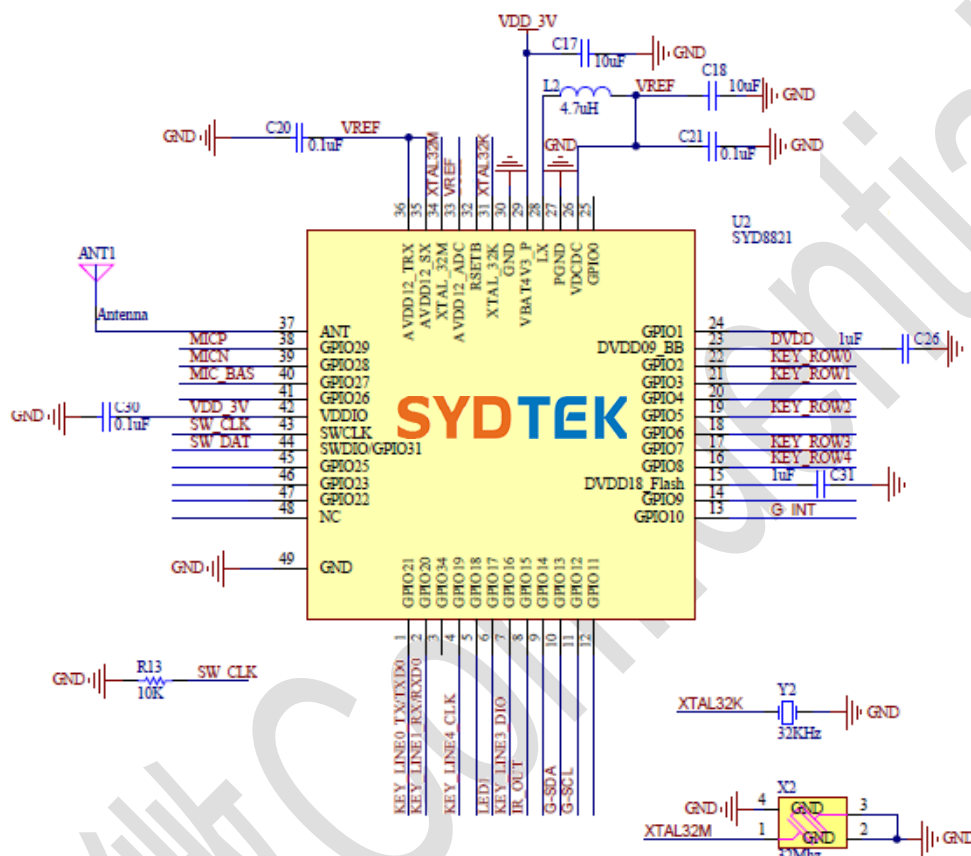 VDD_3V
C17
10uF
GND
L2
4.7uH
VREF
C18
10uF
GND
C20
0.1uF
VREF
GND
GND
C21
0.1uF
GND
XTAL32M
VREF
XTAL32K
36
35
34
33
32
31
30
29
28
27
26
25
U2
SYD8821
AVDD12_TRX
AVDD12_SX
XTAL_32M
AVDD12_ADC
RSETB
XTAL_32K
GND
VBAT4V3_P
LX
PGND
VDCDC
GPIO0
ANT1
Antenna
37 ANT
MICP 38 GPIO29
MICN 39 GPIO28
MIC_BAS 40 GPIO27
41 GPIO26
GND C30 0.1uF VDD_3V 42 VDDIO
SW_CLK 43 SWCLK
SW_DAT 44 SWDIO/GPIO31
45 GPIO25
46 GPIO23
47 GPIO22
48 NC
GND 49 GND
SYDTEK
GPIO1 24
DVDD09_BB 23 DVDD 1uF C26
GPIO2 22 KEY_ROW0
GPIO3 21 KEY_ROW1
GPIO4 20
GPIO5 19 KEY_ROW2
GPIO6 18
GPIO7 17 KEY_ROW3
GPIO8 16 KEY_ROW4
DVDD18_Flash 15 1uF C31
GPIO9 14
GPIO10 13 G_INT
GPIO21
GPIO20
GPIO34
GPIO19
GPIO18
GPIO17
GPIO16
GPIO15
GPIO14
GPIO13
GPIO12
GPIO11
1
2
3
4
5
6
7
8
9
10
11
12
KEY_LINE0_TX/TXD0
KEY_LINE1_RX/RXD0
KEY_LINE4_CLK
LED1
KEY_LINE3_DIO
IR_OUT
G-SDA
G-SCL
GND
R13
10K
SW_CLK
XTAL32K
Y2
32KHz
GND
X2
GND 4 GND 3
XTAL32M 1 GND 2
GND
32Mhz